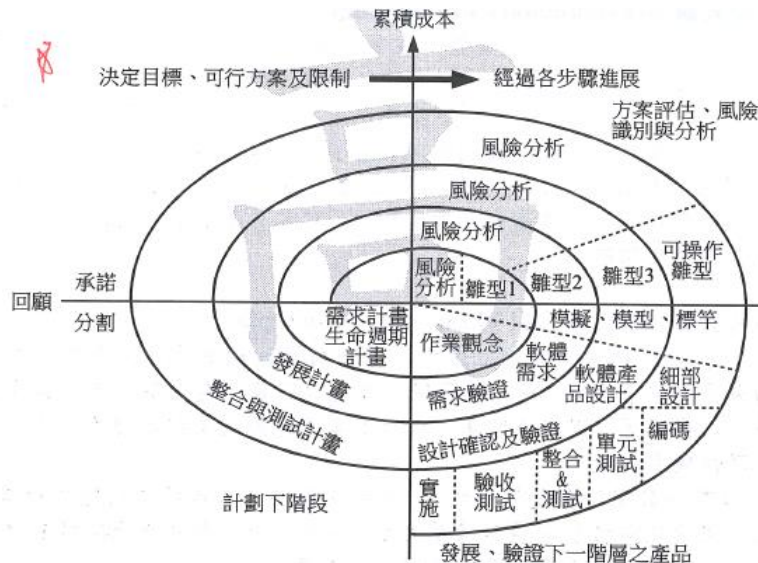 累積成本
決定目標、可行方案及限制
經過各步驟進展
方案評估、風險
識別與分析
風險分析
風險分析
風險分析
風險
分析
雛型1
雛型2
雛型3
可操作
雛型
回顧
承諾
分割
需求計畫
生命週期
計畫
作業觀念
模擬、模型、標竿
發展計畫
整合與測試計畫
需求驗證
軟體
需求
軟體產
品設計
細部
設計
設計確認及驗證
實
施
驗收
測試
整合
&
測試
單元
測試
編碼
計劃下階段
發展、驗證下一階層之產品
高